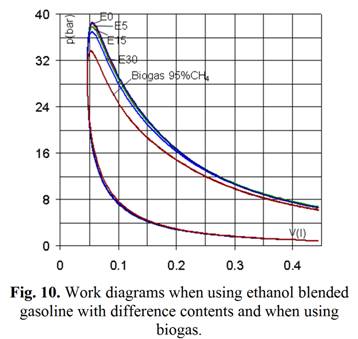 40
32
24
16
8
0
p(bar)
E0
E5
E15
E30
Biogas 95%CH₄
V(l)
0 0.1 0.2 0.3 0.4
Fig. 10. Work diagrams when using ethanol blended
gasoline with difference contents and when using
biogas.